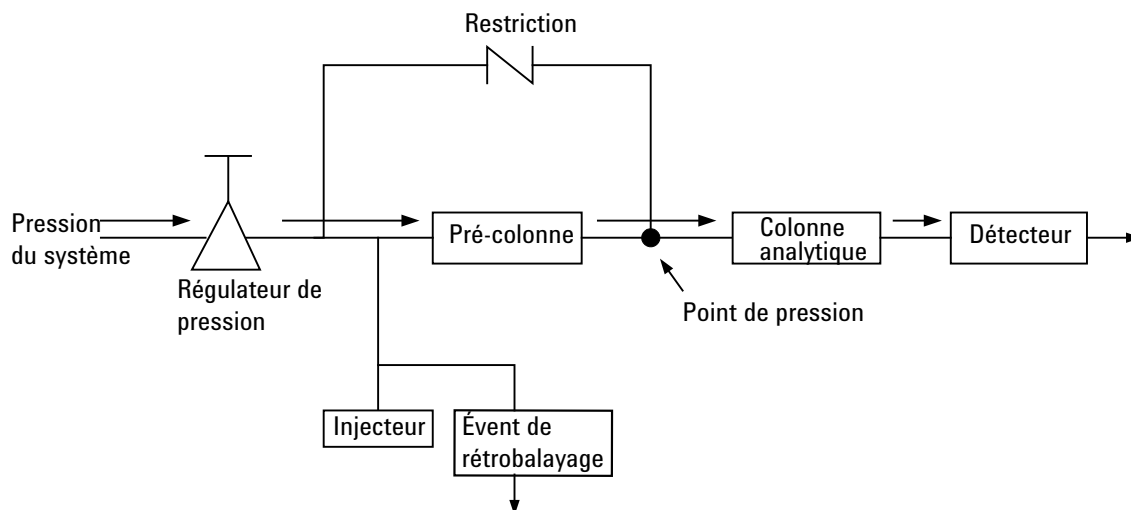 Restriction
Pression
du système
Régulateur de
pression
Pré-colonne
Colonne
analytique
Détecteur
Point de pression
Injecteur
Évent de
rétrobalayage